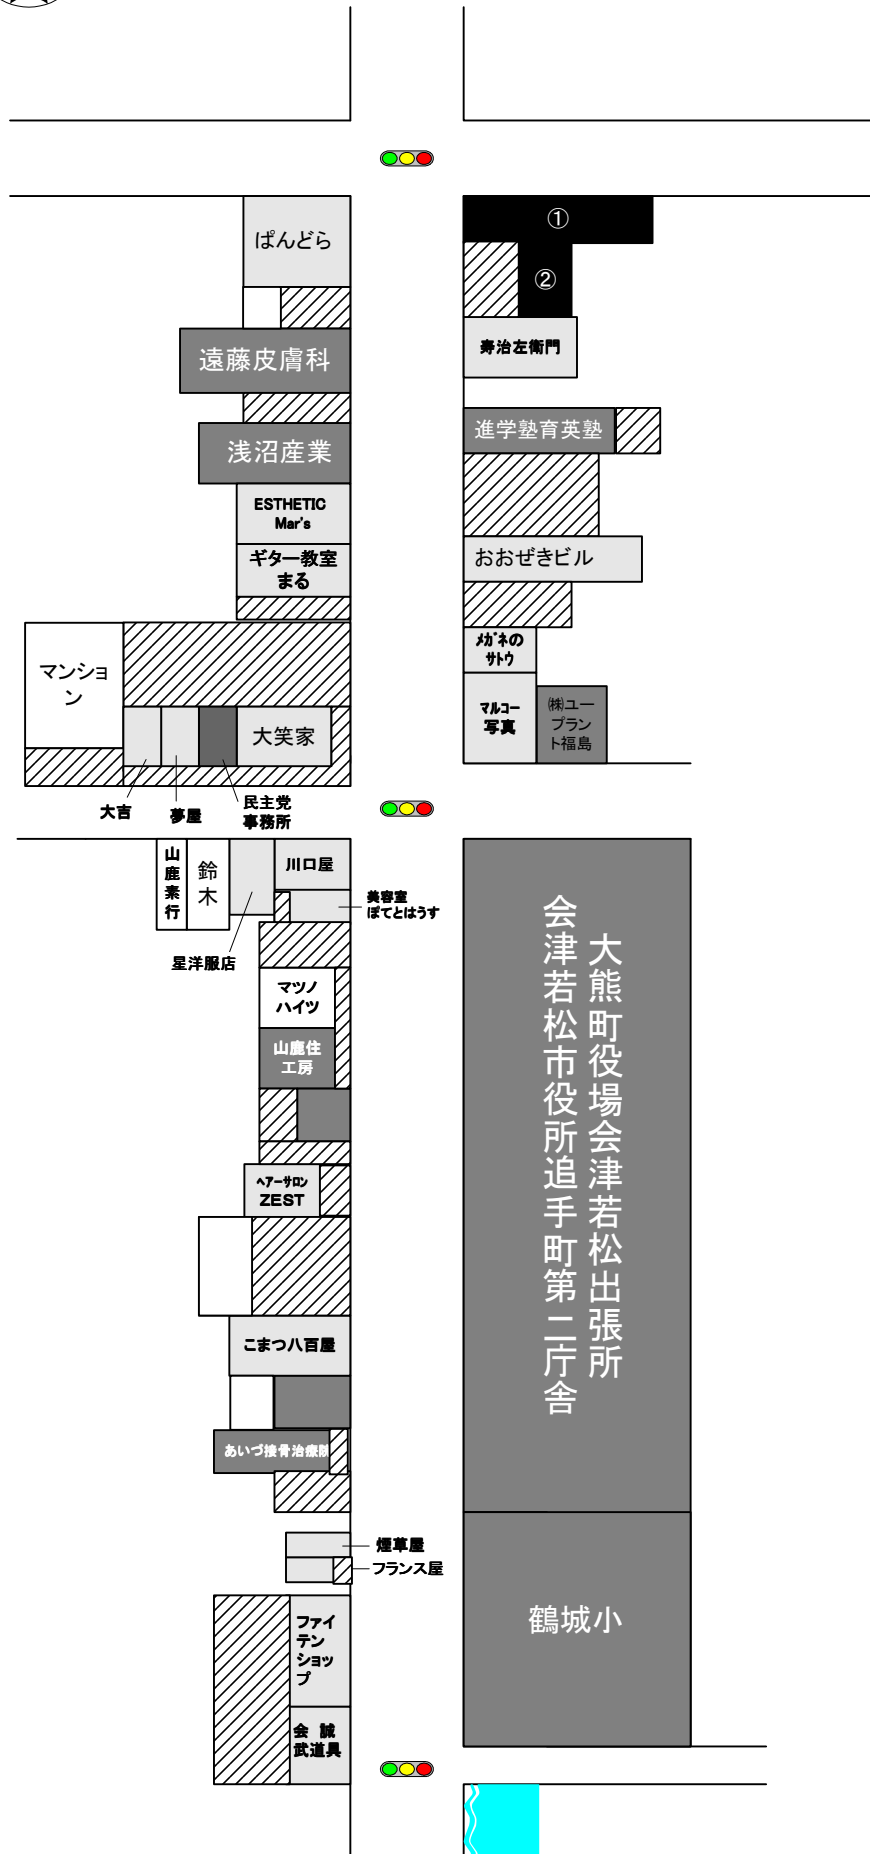 ぱんどら
①
②
寿治左衛門
遠藤皮膚科
進学塾育英塾
浅沼産業
ESTHETIC
Mar's
ギター教室
まる
おおぜきビル
メガネの
サトウ
マンショ
ン
マルコー
写真
㈱ユー
プラン
ト福島
大笑家
大吉
夢屋
民主党
事務所
山鹿素行
鈴木
川口屋
美容室
ぽてとはうす
星洋服店
大熊町役場会津若松出張所
会津若松市役所追手町第二庁舎
マツノ
ハイツ
山鹿住
工房
ヘアーサロン
ZEST
こまつ八百屋
あいづ接骨治療院
煙草屋
フランス屋
鶴城小
ファイ
テン
ショッ
プ
会 誠
武道具